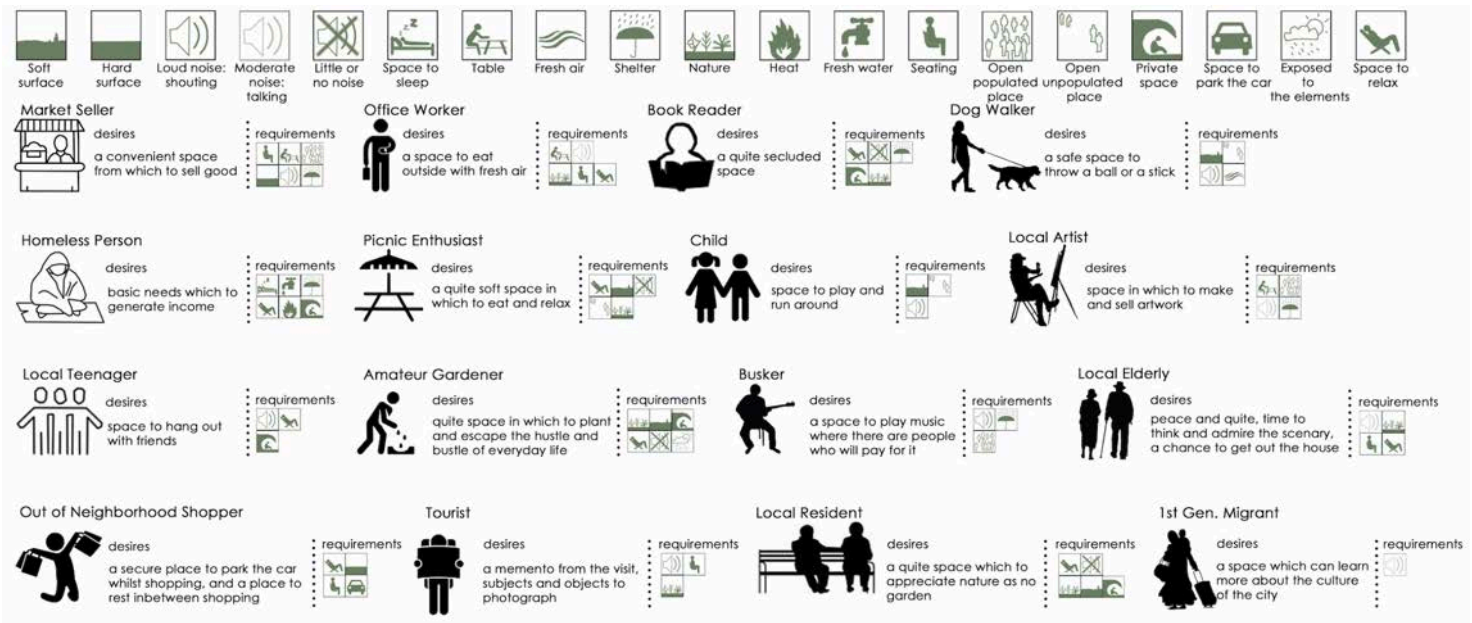 Soft
surface
Hard
surface
Loud noise:
shouting
Moderate
noise:
talking
Little or
no noise
Space to
sleep
Table
Fresh air
Shelter
Nature
Heat
Fresh water
Seating
Open
populated
place
Open
unpopulated
place
Private
space
Space to
park the car
Exposed
to
the elements
Space to
relax
Market Seller
desires
a convenient space
from which to sell good
requirements
Office Worker
desires
a space to eat
outside with fresh air
requirements
Book Reader
desires
a quite secluded
space
requirements
Dog Walker
desires
a safe space to
throw a ball or a stick
requirements
Homeless Person
desires
basic needs which to
generate income
requirements
Picnic Enthusiast
desires
a quite soft space in
which to eat and relax
requirements
Child
desires
space to play and
run around
requirements
Local Artist
desires
space in which to make
and sell artwork
requirements
Local Teenager
desires
space to hang out
with friends
requirements
Amateur Gardener
desires
quite space in which to plant
and escape the hustle and
bustle of everyday life
requirements
Busker
desires
a space to play music
where there are people
who will pay for it
requirements
Local Elderly
desires
peace and quite, time to
think and admire the scenary,
a chance to get out the house
requirements
Out of Neighborhood Shopper
desires
a secure place to park the car
whilst shopping, and a place to
rest inbetween shopping
requirements
Tourist
desires
a memento from the visit,
subjects and objects to
photograph
requirements
Local Resident
desires
a quite space which to
appreciate nature as no
garden
requirements
1st Gen. Migrant
desires
a space which can learn
more about the culture
of the city
requirements